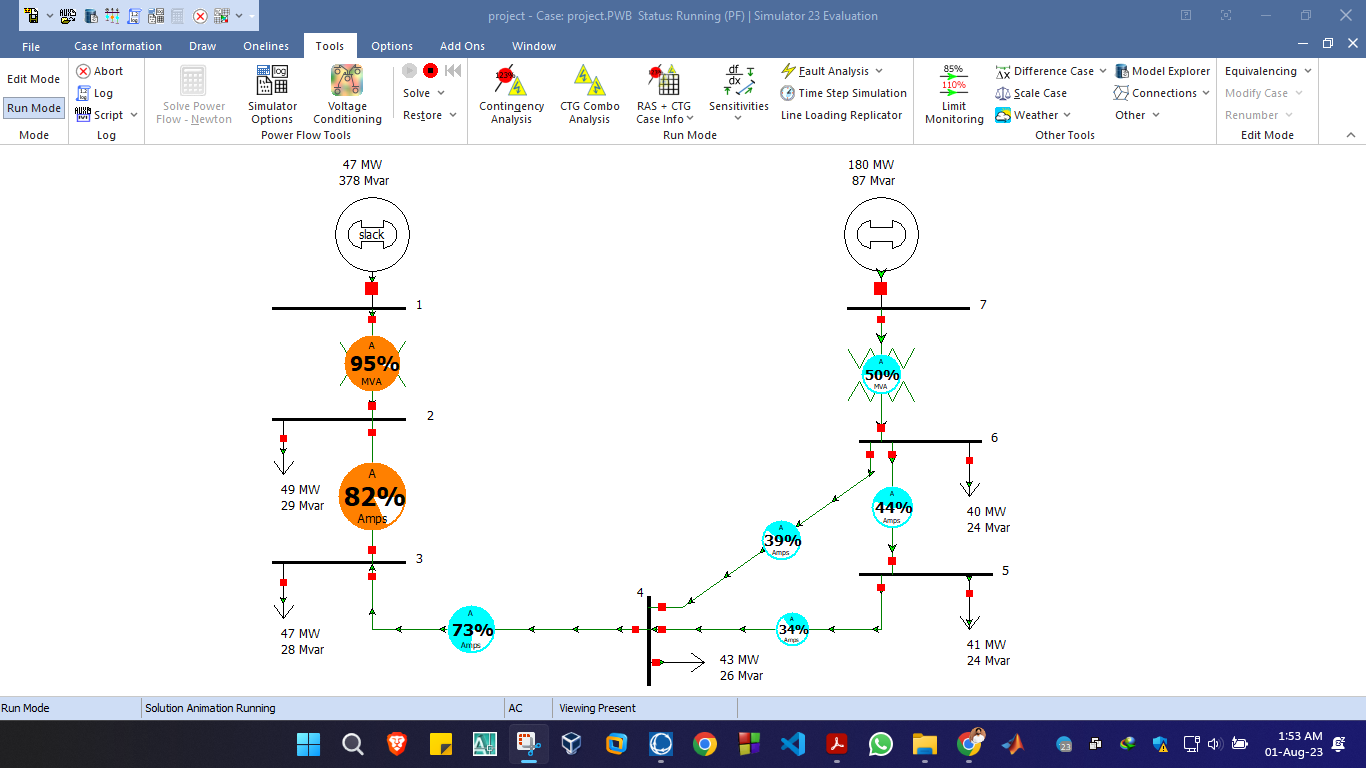 project - Case: project.PWB Status: Running (PF) | Simulator 23 Evaluation
File Case Information Draw Onelines Tools Options Add Ons Window
Edit Mode
Run Mode
Mode
Abort
Log
Script
Log
Solve Power
Flow - Newton
Simulator
Options
Voltage
Conditioning
Solve
Restore
Power Flow Tools
Contingency
Analysis
CTG Combo
Analysis
RAS + CTG
Case Info
Sensitivities
Fault Analysis
Time Step Simulation
Line Loading Replicator
Run Mode
85%
110%
Limit
Monitoring
Difference Case
Scale Case
Weather
Model Explorer
Connections
Other
Other Tools
Equivalencing
Modify Case
Renumber
Edit Mode
47 MW
378 Mvar
slack
1
A
95%
MVA
2
49 MW
29 Mvar
A
82%
Amps
3
47 MW
28 Mvar
A
73%
Amps
4
43 MW
26 Mvar
180 MW
87 Mvar
7
A
50%
MVA
6
40 MW
24 Mvar
A
44%
Amps
A
39%
Amps
5
41 MW
24 Mvar
A
34%
Amps
Run Mode Solution Animation Running AC Viewing Present
1:53 AM
01-Aug-23